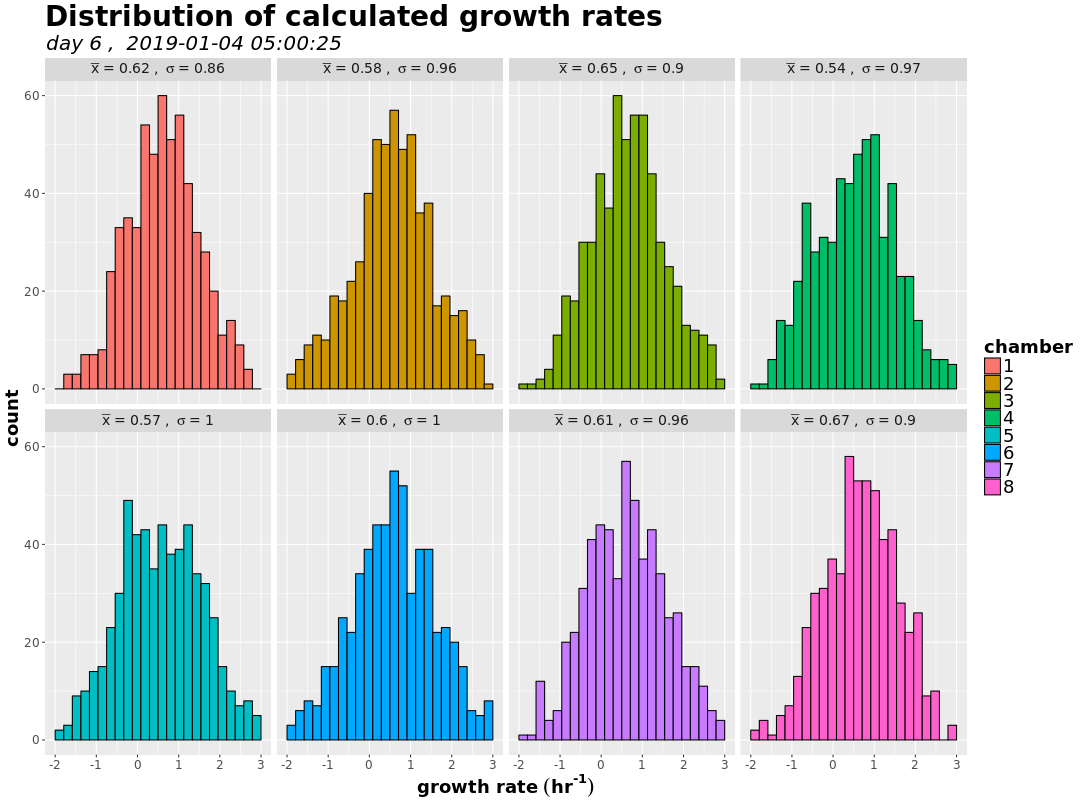 Distribution of calculated growth rates
day 6 , 2019-01-04 05:00:25
x̅ = 0.62 , σ = 0.86
x̅ = 0.58 , σ = 0.96
x̅ = 0.65 , σ = 0.9
x̅ = 0.54 , σ = 0.97
60
40
20
0
count
x̅ = 0.57 , σ = 1
x̅ = 0.6 , σ = 1
x̅ = 0.61 , σ = 0.96
x̅ = 0.67 , σ = 0.9
60
40
20
0
-2 -1 0 1 2 3
-2 -1 0 1 2 3
-2 -1 0 1 2 3
-2 -1 0 1 2 3
growth rate (hr⁻¹)
chamber
1
2
3
4
5
6
7
8